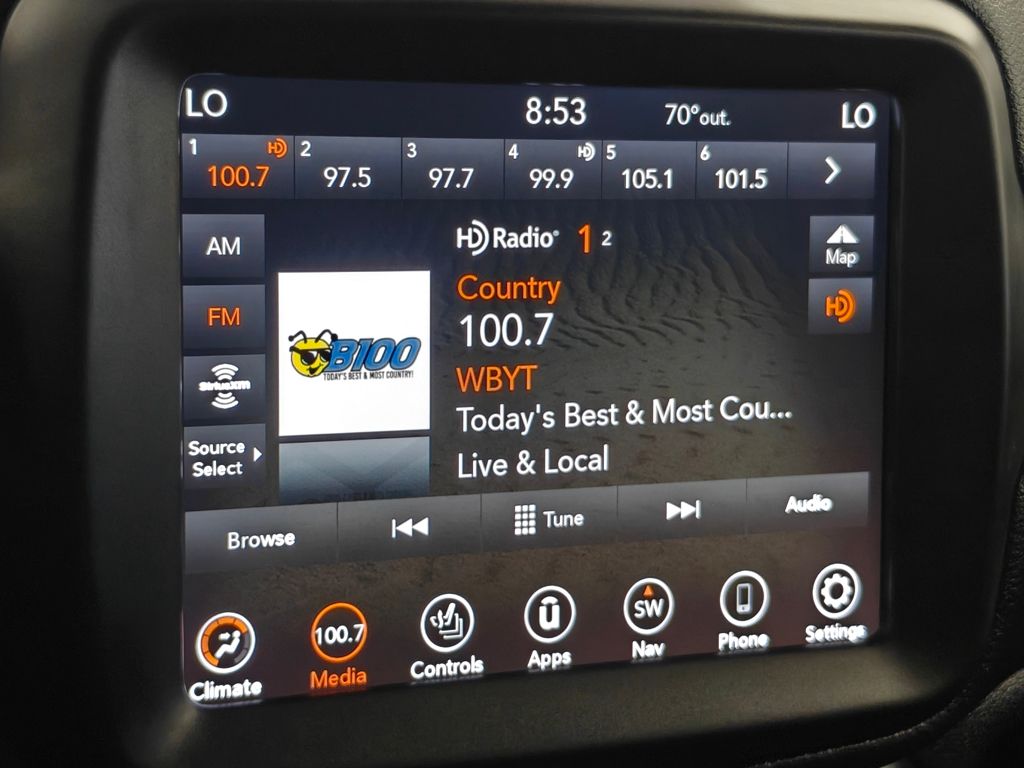 LO 8:53 70°out. LO
1 HD 2 3 4 HD 5 6
100.7 97.5 97.7 99.9 105.1 101.5
AM
HD Radio® 1 2
Map
FM
Country
HD
100.7
B100
TODAY'S BEST & MOST COUNTRY!
WBYT
SiriusXM
Today's Best & Most Cou...
Source
Select
Live & Local
Browse Tune Audio
100.7 ū SW
Climate Media Controls Apps Nav Phone Settings